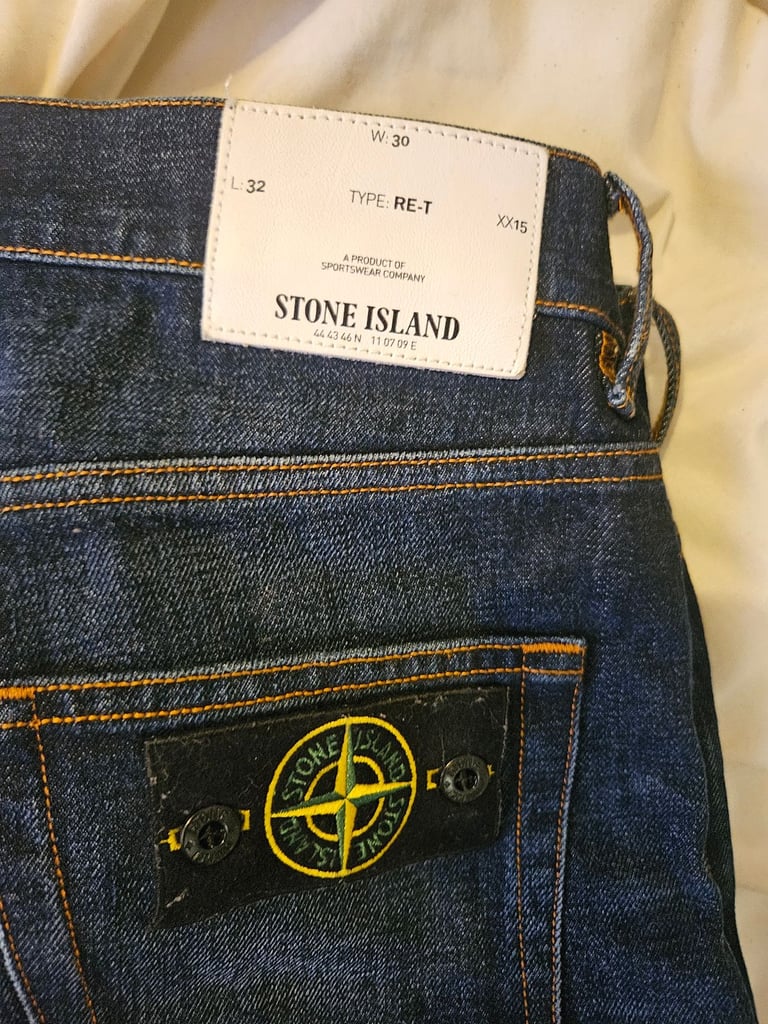 W: 30
L: 32
TYPE: RE-T
XX15
A PRODUCT OF
SPORTSWEAR COMPANY
STONE ISLAND
44 43 46 N 11 07 09 E
STONE ISLAND
STONE ISLAND